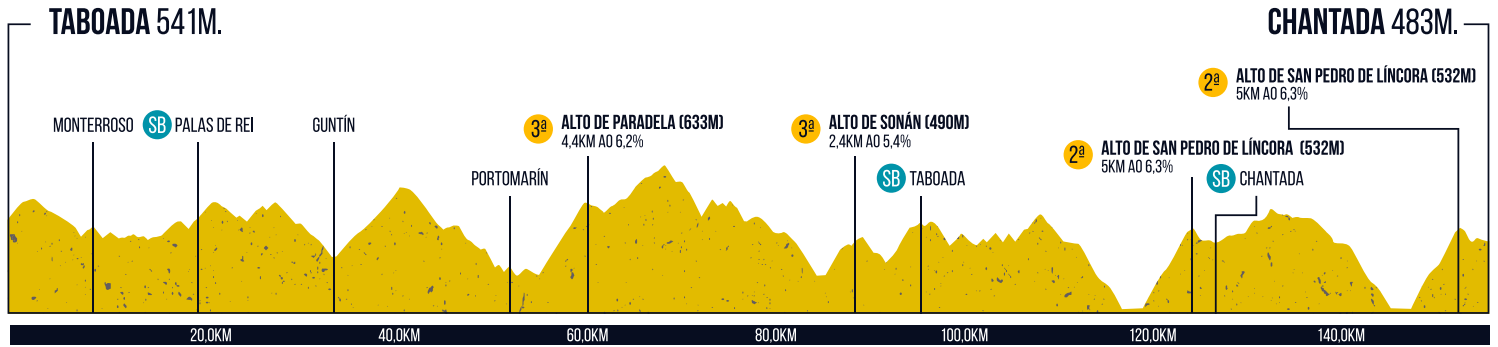 TABOADA 541M.
CHANTADA 483M.
2ª ALTO DE SAN PEDRO DE LÍNCORA (532M)
5KM AO 6,3%
MONTERROSO
SB PALAS DE REI
GUNTÍN
3ª ALTO DE PARADELA (633M)
4,4KM AO 6,2%
3ª ALTO DE SONÁN (490M)
2,4KM AO 5,4%
2ª ALTO DE SAN PEDRO DE LÍNCORA (532M)
5KM AO 6,3%
PORTOMARÍN
SB TABOADA
SB CHANTADA
20,0KM
40,0KM
60,0KM
80,0KM
100,0KM
120,0KM
140,0KM